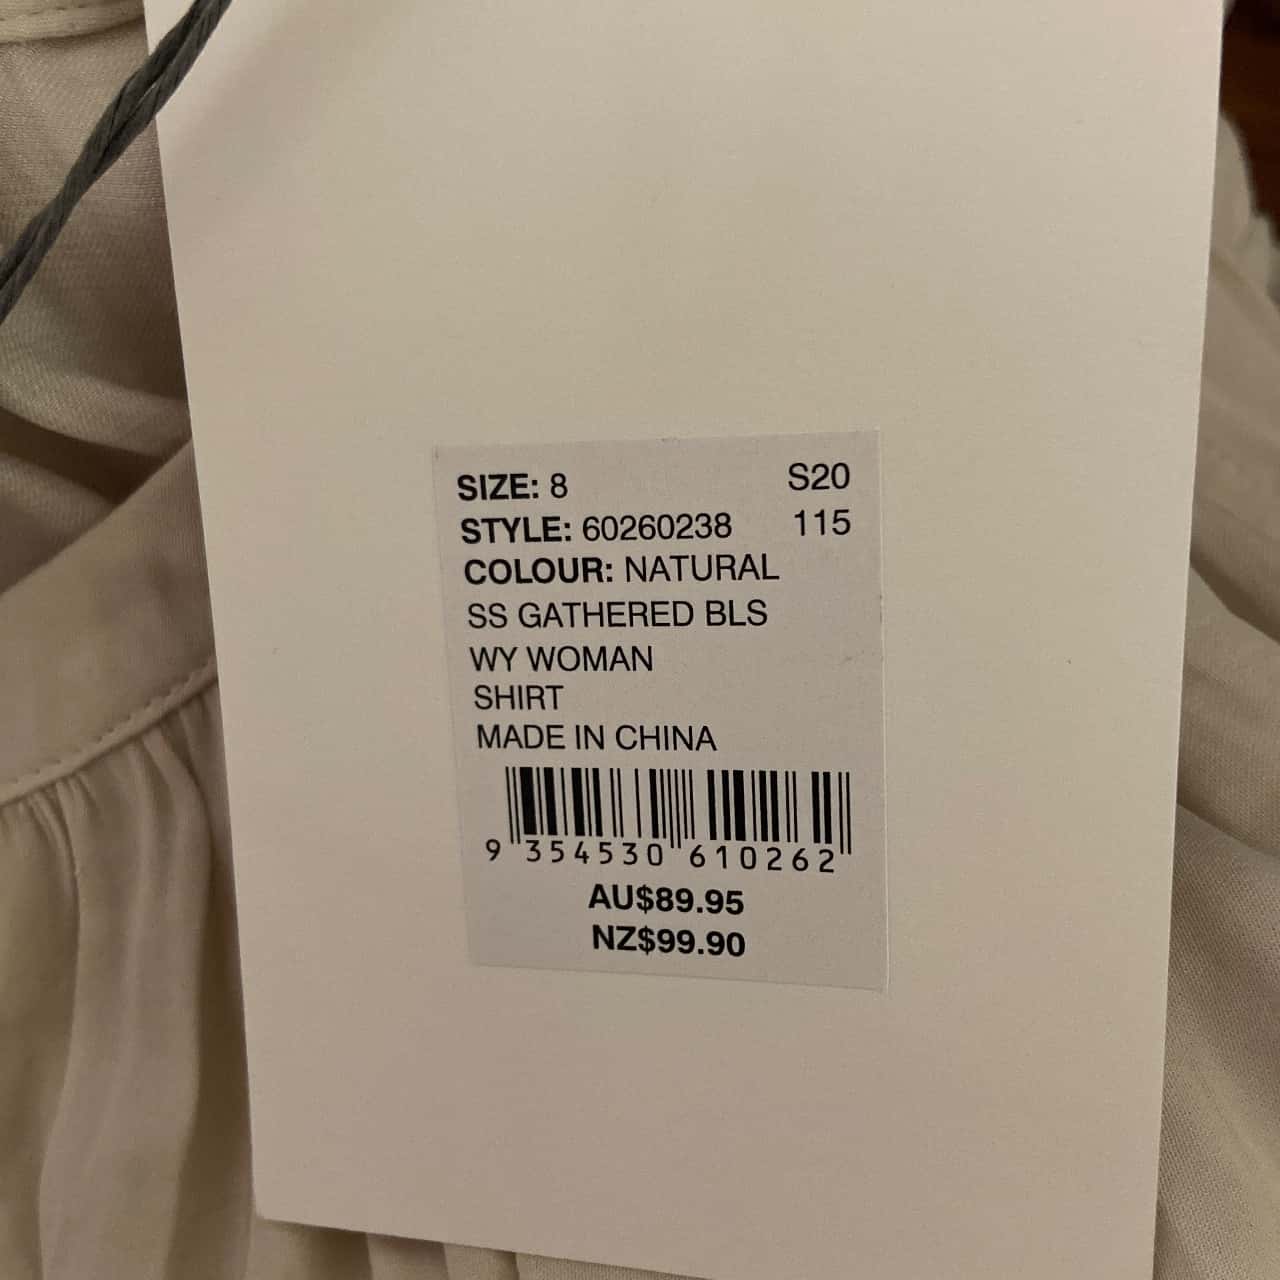 SIZE: 8 S20
STYLE: 60260238 115
COLOUR: NATURAL
SS GATHERED BLS
WY WOMAN
SHIRT
MADE IN CHINA
9 354530 610262
AU$89.95
NZ$99.90